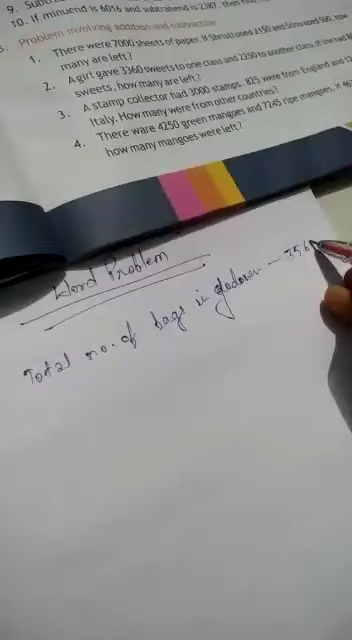 9. Subtr
10. If minuend is 6016 and subtrahend is 2387, then
Problem involving addition and subtraction
1. There were 7000 sheets of paper. If Shri used 2350 and Sonu used 500, how
many are left?
2. A girl gave 3360 sweets to one class and 2250 to another class. If she had
sweets, how many are left?
3. A stamp collector had 3000 stamps. 825 were from England and
Italy. How many were from other countries?
4. There ware 4250 green mangoes and 7245 ripe mangoes. If
how many mangoes were left?
Word Problem
Total no. of bags in godown — 356